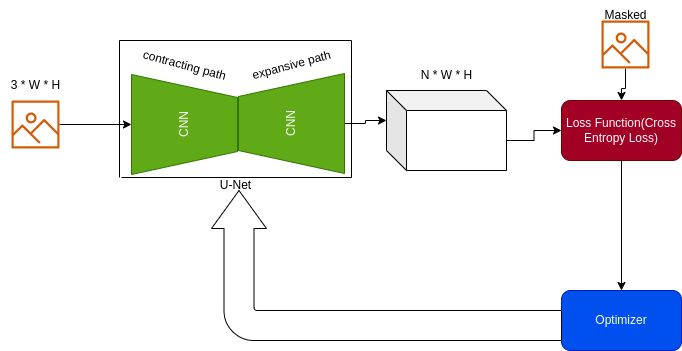 Masked
contracting path
expansive path
3 * W * H
N * W * H
CNN
CNN
Loss Function(Cross
Entropy Loss)
U-Net
Optimizer